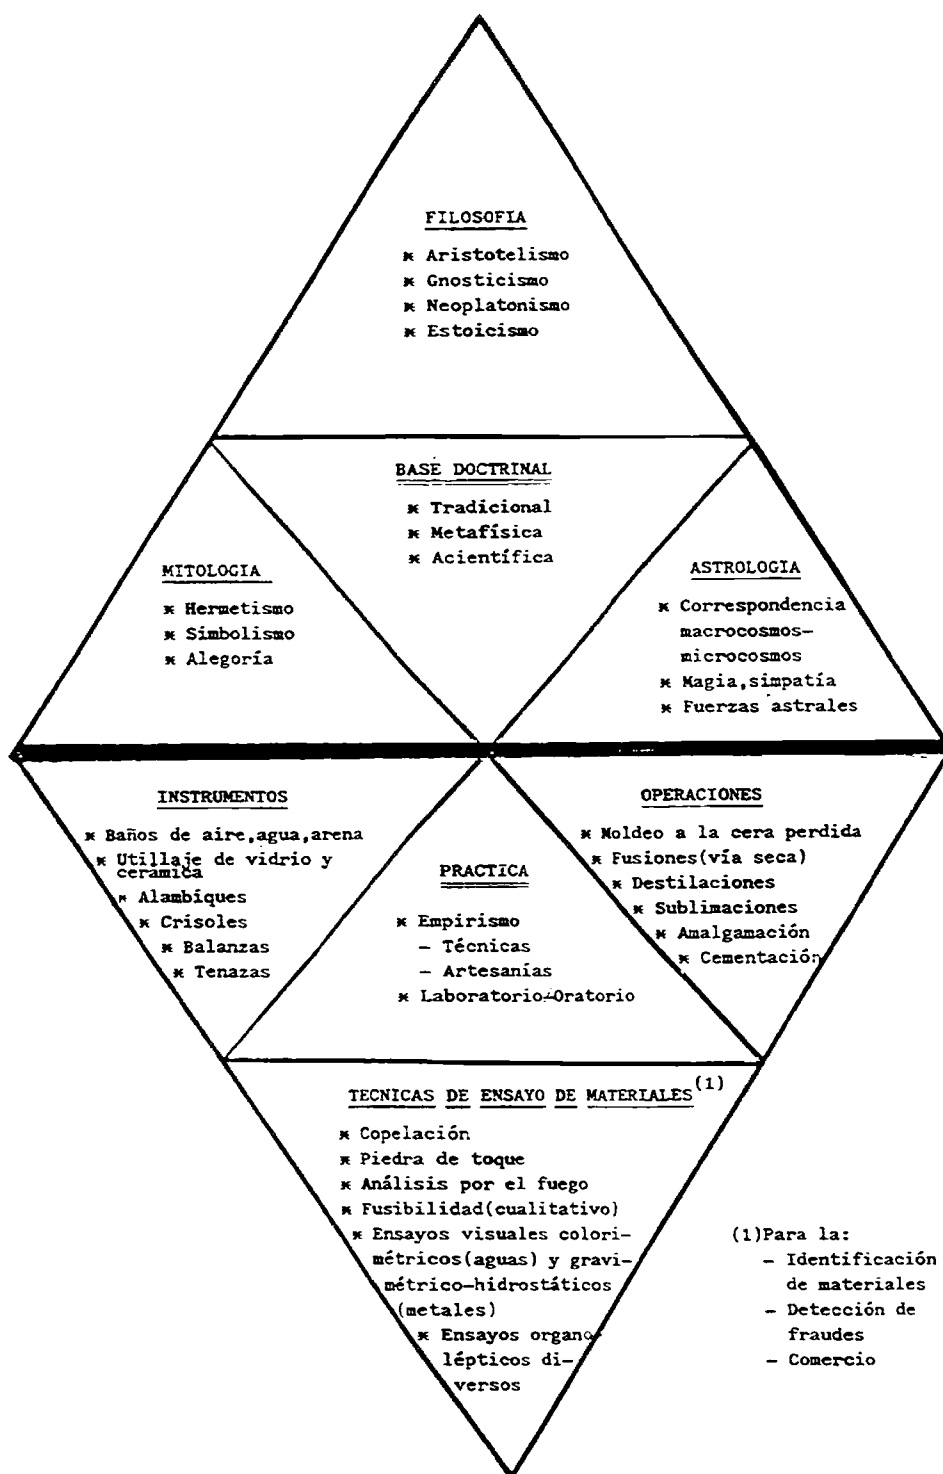 FILOSOFIA
* Aristotelismo
* Gnosticismo
* Neoplatonismo
* Estoicismo
BASE DOCTRINAL
* Tradicional
* Metafísica
* Acientífica
MITOLOGIA
* Hermetismo
* Simbolismo
* Alegoría
ASTROLOGIA
* Correspondencia
macrocosmos-
microcosmos
* Magia,simpatía
* Fuerzas astrales
INSTRUMENTOS
* Baños de aire,agua,arena
* Utillaje de vidrio y
cerámica
* Alambiques
* Crisoles
* Balanzas
* Tenazas
PRACTICA
* Empirismo
- Técnicas
- Artesanías
* Laboratorio-Oratorio
OPERACIONES
* Moldeo a la cera perdida
* Fusiones(vía seca)
* Destilaciones
* Sublimaciones
* Amalgamación
* Cementación
TECNICAS DE ENSAYO DE MATERIALES(1)
* Copelación
* Piedra de toque
* Análisis por el fuego
* Fusibilidad(cualitativo)
* Ensayos visuales colori-
métricos(aguas) y gravi-
métrico-hidrostáticos
(metales)
* Ensayos organo
lépticos di-
versos
(1)Para la:
- Identificación
de materiales
- Detección de
fraudes
- Comercio